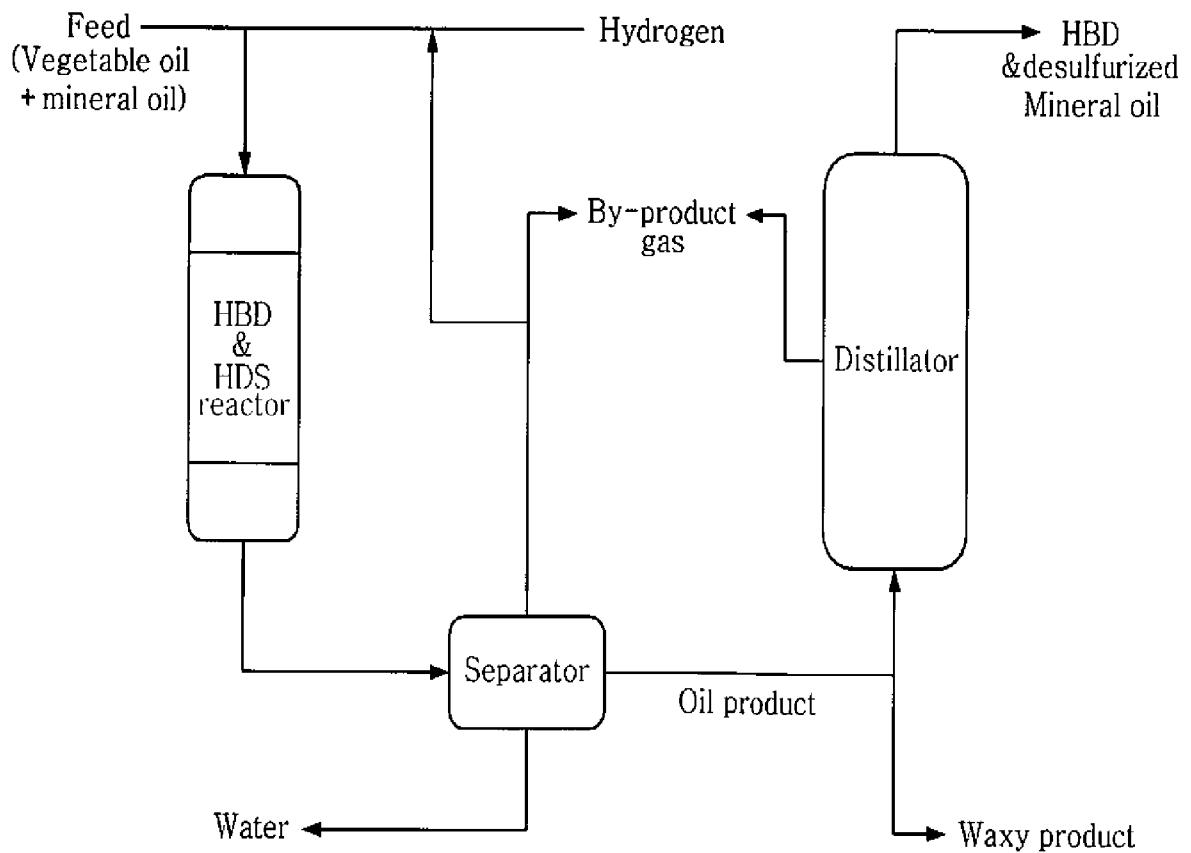 Feed
(Vegetable oil
+ mineral oil)
Hydrogen
HBD
&desulfurized
Mineral oil
By-product
gas
HBD
&
HDS
reactor
Distillator
Separator
Oil product
Water
Waxy product